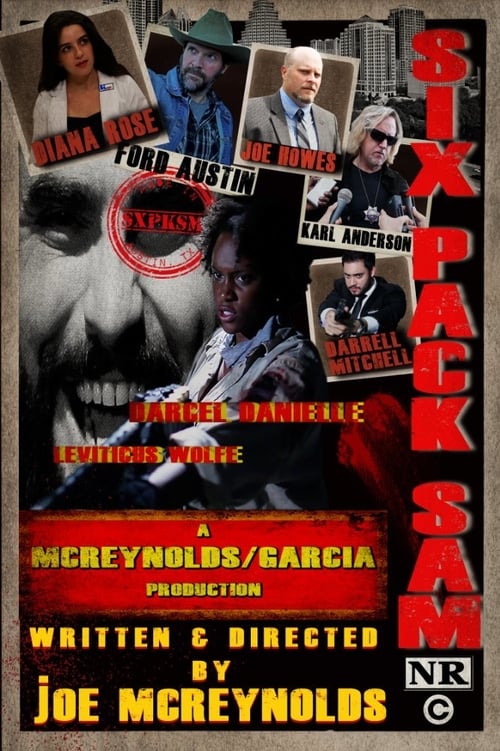 DIANA ROSE
FORD AUSTIN
JOE HOWES
KARL ANDERSON
DARRELL
MITCHELL
SXPKSM
DARCEL DANIELLE
LEVITICUS WOLFE
SIX PACK SAM
A
MCREYNOLDS/GARCIA
PRODUCTION
WRITTEN & DIRECTED
BY
JOE MCREYNOLDS
NR
©